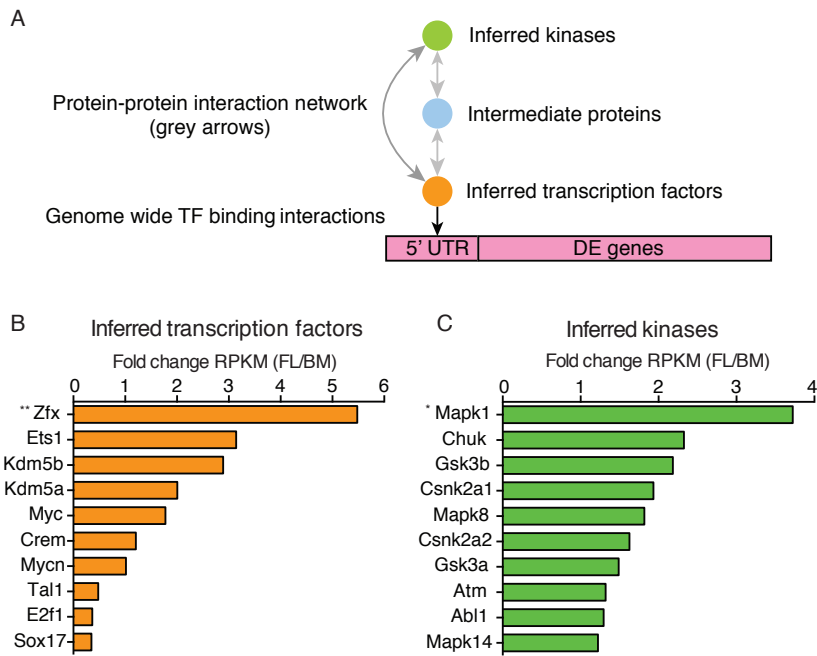 A
Inferred kinases
Protein-protein interaction network
(grey arrows)
Intermediate proteins
Inferred transcription factors
Genome wide TF binding interactions
5' UTR
DE genes
B
Inferred transcription factors
Fold change RPKM (FL/BM)
0 1 2 3 4 5 6
** Zfx
Ets1
Kdm5b
Kdm5a
Myc
Crem
Mycn
Tal1
E2f1
Sox17
C
Inferred kinases
Fold change RPKM (FL/BM)
0 1 2 3 4
* Mapk1
Chuk
Gsk3b
Csnk2a1
Mapk8
Csnk2a2
Gsk3a
Atm
Abl1
Mapk14